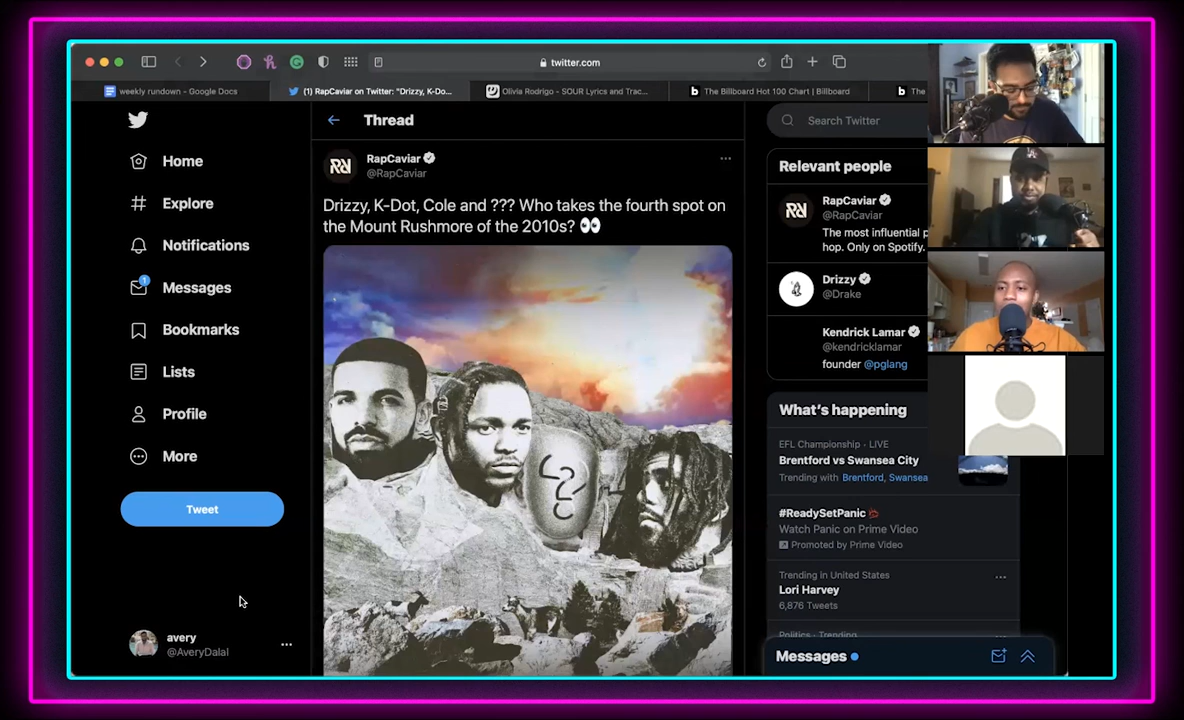 twitter.com
weekly rundown - Google Docs
(1) RapCaviar on Twitter: "Drizzy, K-Do...
Olivia Rodrigo - SOUR Lyrics and Trac...
The Billboard Hot 100 Chart | Billboard
The
Thread
Search Twitter
Home
Explore
Notifications
1
Messages
Bookmarks
Lists
Profile
More
Tweet
avery
@AveryDalal
RapCaviar
@RapCaviar
Drizzy, K-Dot, Cole and ??? Who takes the fourth spot on
the Mount Rushmore of the 2010s? 👀
???
Relevant people
RapCaviar
@RapCaviar
The most influential p
hop. Only on Spotify.
Drizzy
@Drake
Kendrick Lamar
@kendricklamar
founder @pglang
What's happening
EFL Championship · LIVE
Brentford vs Swansea City
Trending with Brentford, Swansea
#ReadySetPanic
Watch Panic on Prime Video
Promoted by Prime Video
Trending in United States
Lori Harvey
6,876 Tweets
Politics · Trending
Messages